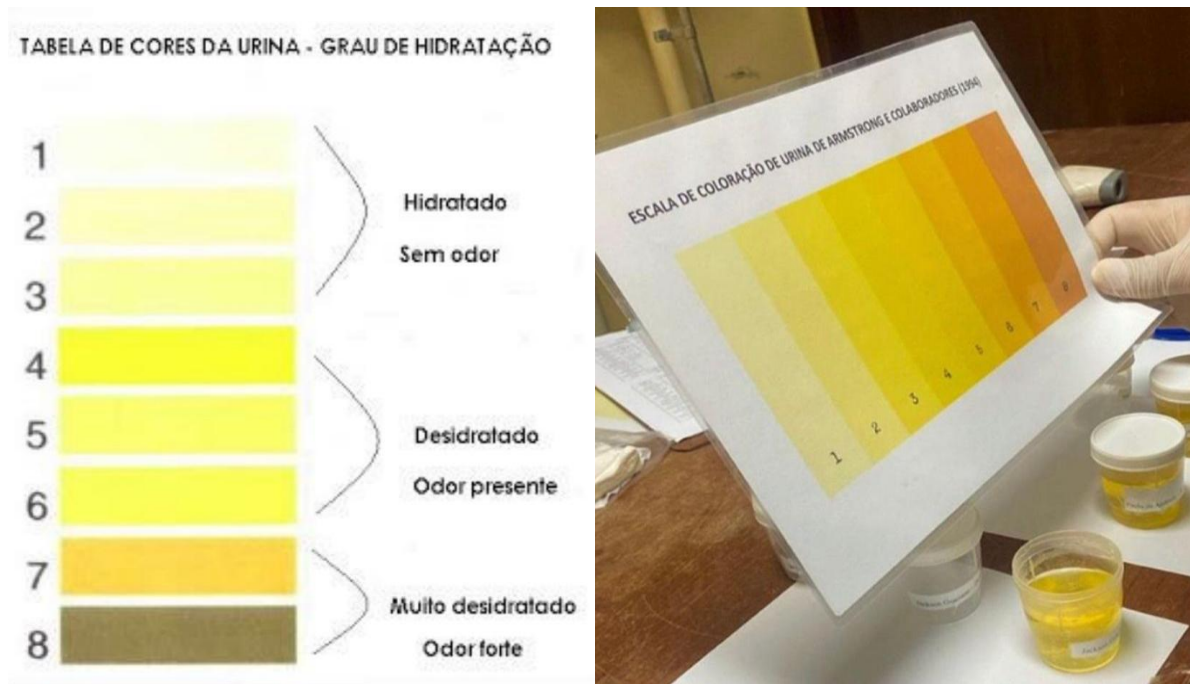 TABELA DE CORES DA URINA - GRAU DE HIDRATAÇÃO
1
2
3
Hidratado
Sem odor
4
5
6
Desidratado
Odor presente
7
8
Muito desidratado
Odor forte
ESCALA DE COLORAÇÃO DE URINA DE ARMSTRONG E COLABORADORES (1994)
1
2
3
4
5
6
7
8